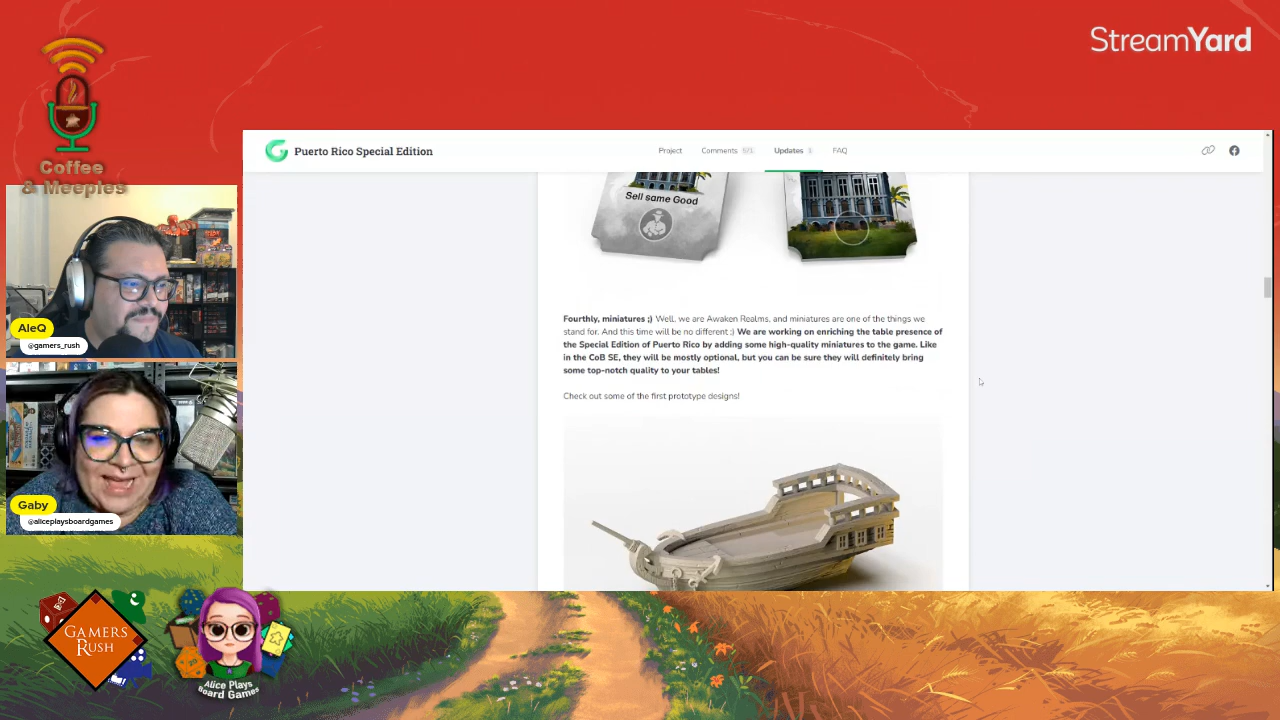 StreamYard
Coffee
& Meeples
Puerto Rico Special Edition
Project
Comments
Updates
FAQ
Sell same Good
Fourthly, miniatures ;) Well, we are Awaken Realms, and miniatures are one of the things we
stand for. And this time will be no different :) We are working on enriching the table presence of
the Special Edition of Puerto Rico by adding some high-quality miniatures to the game. Like
in the CoB SE, they will be mostly optional, but you can be sure they will definitely bring
some top-notch quality to your tables!
Check out some of the first prototype designs!
AleQ
@gamers_rush
Gaby
@aliceplaysboardgames
GAMERS
RUSH
Alice Plays
Board Games